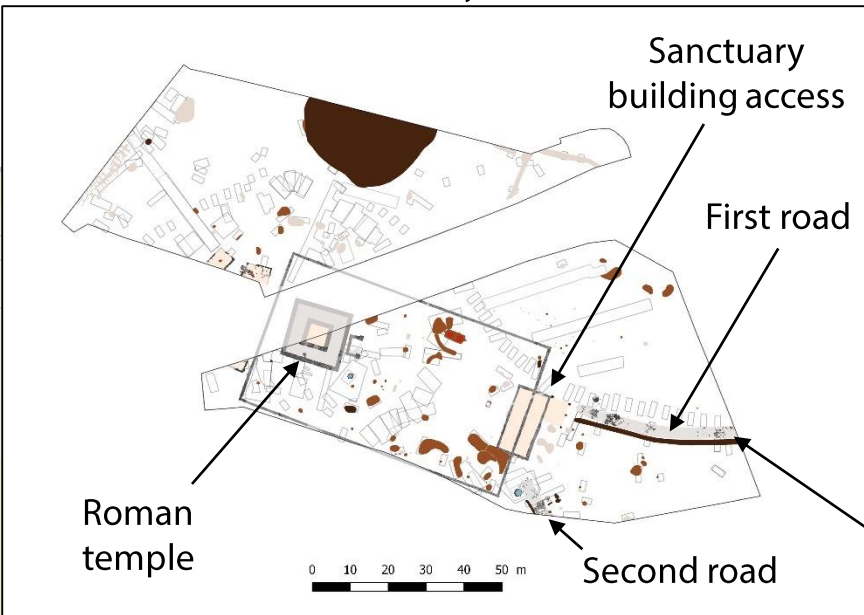 Sanctuary
building access
First road
Roman
temple
Second road
0 10 20 30 40 50 m